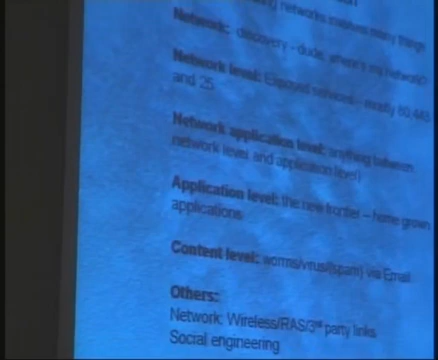 networks involves many things
Network: discovery - dude, where's my network?
Network level: Exposed services - mostly 80,443
and 25
Network application level: anything between
network level and application level)
Application level: the new frontier – home grown
applications
Content level: worms/virus/(spam) via Email
Others:
Network: Wireless/RAS/3rd party links
Social engineering